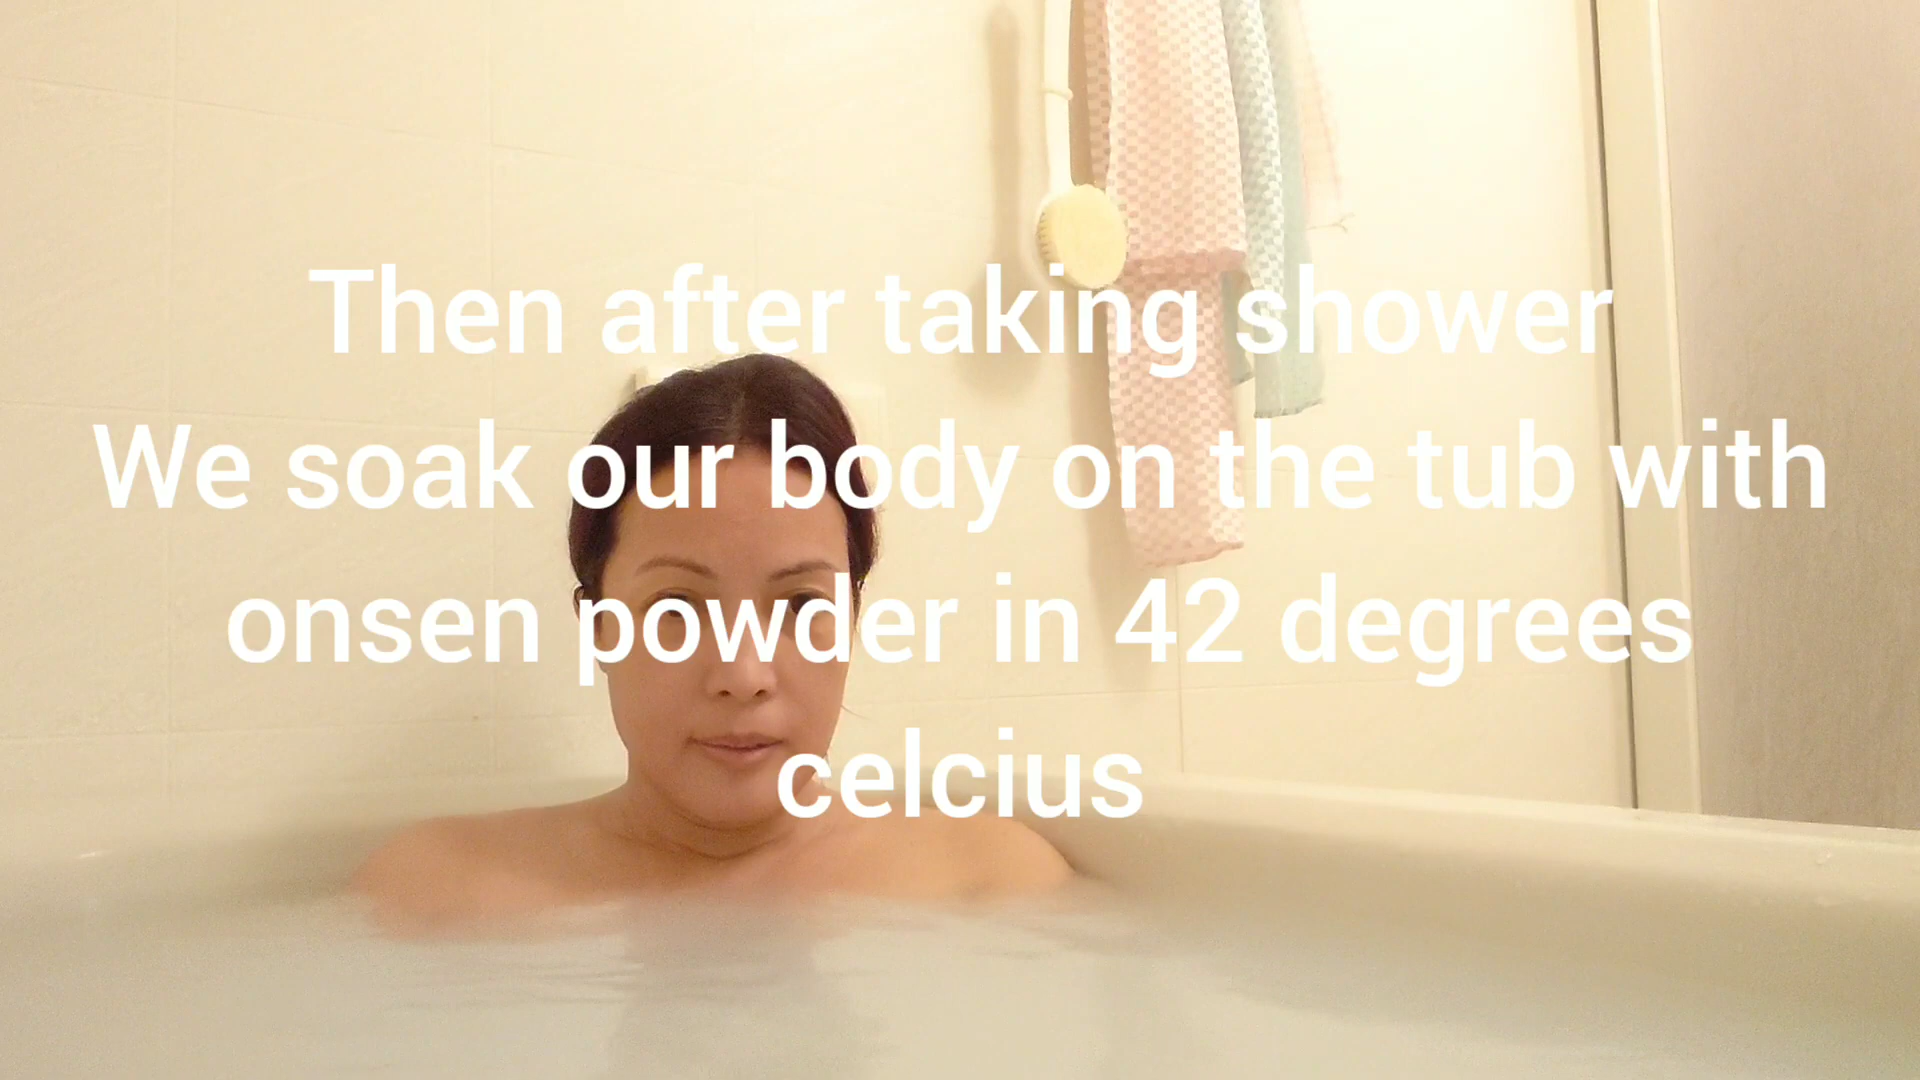 Then after taking shower
We soak our body on the tub with
onsen powder in 42 degrees
celcius